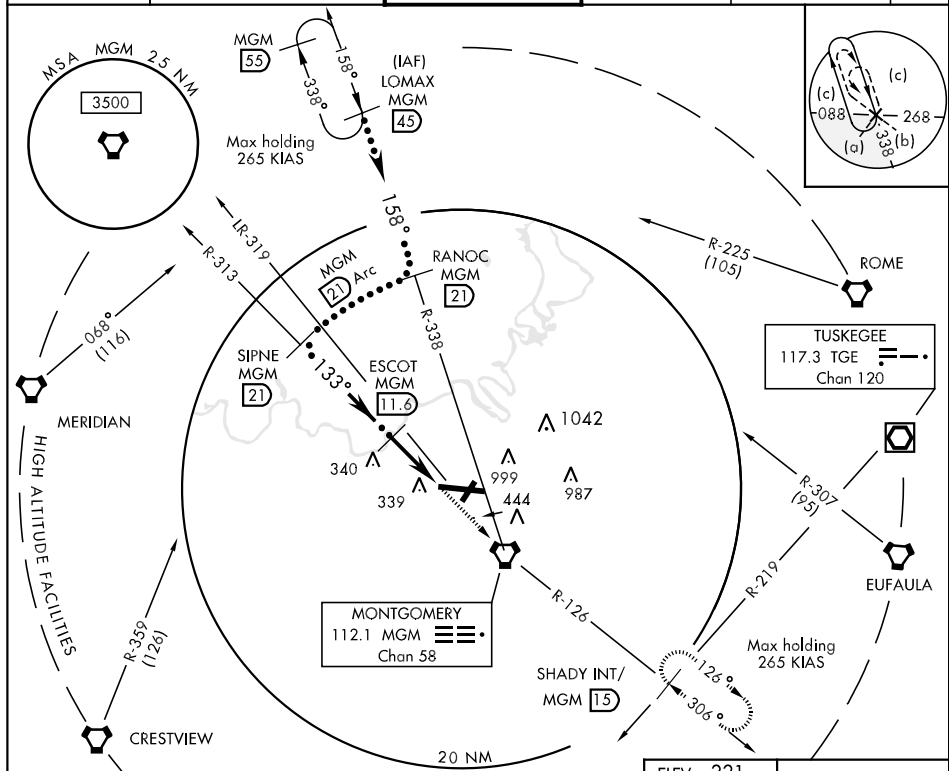 MSA MGM 25 NM
3500
MGM
55
158°
338°
(IAF)
LOMAX
MGM
45
Max holding
265 KIAS
(c)
(c)
088
268
(a)
(b)
338
158°
LR-319
R-313
MGM
21 Arc
RANOC
MGM
21
R-338
R-225
(105)
ROME
068°
(116)
MERIDIAN
SIPNE
MGM
21
133°
ESCOT
MGM
11.6
TUSKEGEE
117.3 TGE
Chan 120
1042
340
339
999
444
987
R-307
(95)
EUFAULA
R-219
HIGH ALTITUDE FACILITIES
R-359
(126)
CRESTVIEW
MONTGOMERY
112.1 MGM
Chan 58
R-126
SHADY INT/
MGM 15
Max holding
265 KIAS
126°
306°
20 NM
ELEV 221